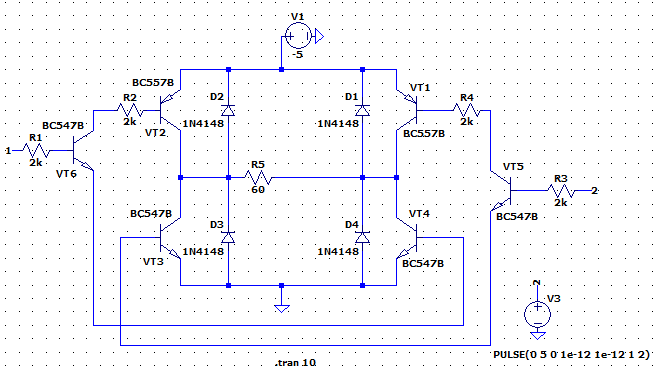 V1
-5
BC557B
R2
2k
VT2
D2
1N4148
D1
1N4148
VT1
BC557B
R4
2k
BC547B
1
R1
2k
VT6
R5
60
VT5
BC547B
R3
2k
2
BC547B
VT3
D3
1N4148
D4
1N4148
VT4
BC547B
2
V3
PULSE(0 5 0 1e-12 1e-12 1 2)
.tran 10